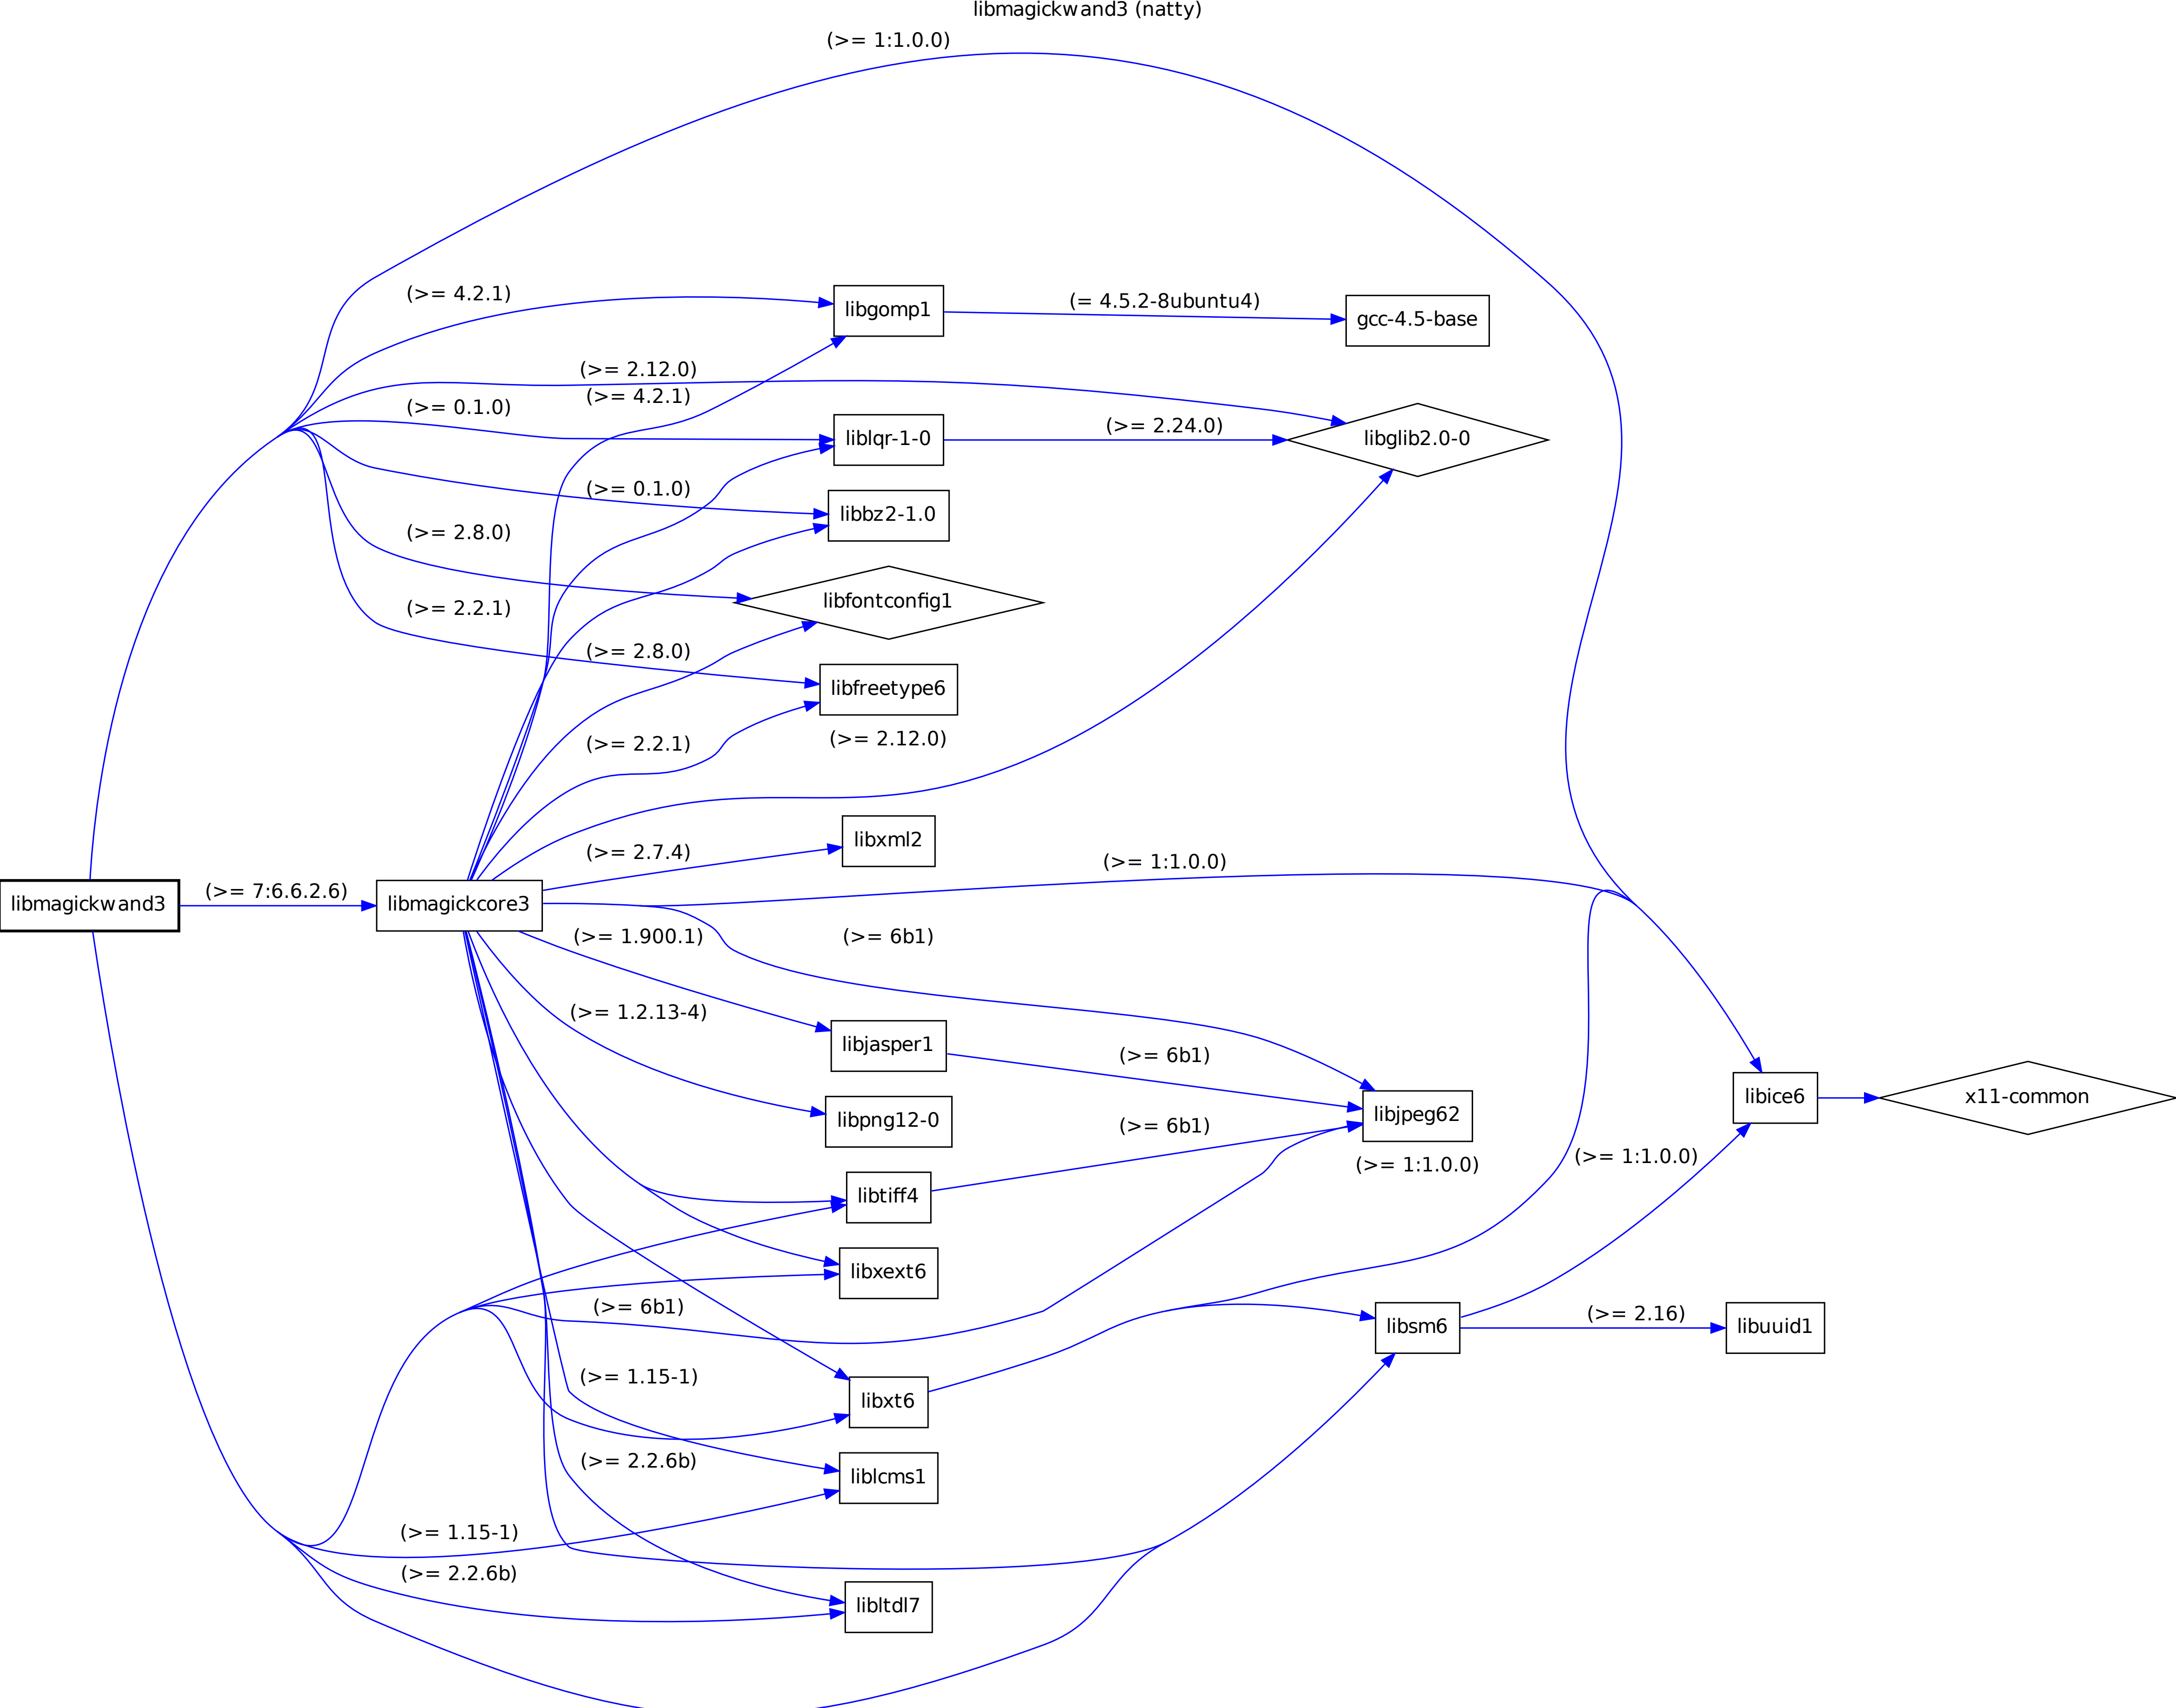 libmagickwand3 (natty)
(>= 1:1.0.0)
(>= 4.2.1)
libgomp1
(= 4.5.2-8ubuntu4)
gcc-4.5-base
(>= 2.12.0)
(>= 4.2.1)
(>= 0.1.0)
liblqr-1-0
(>= 2.24.0)
libglib2.0-0
(>= 0.1.0)
libbz2-1.0
(>= 2.8.0)
libfontconfig1
(>= 2.2.1)
(>= 2.8.0)
libfreetype6
(>= 2.2.1)
(>= 2.12.0)
libxml2
(>= 2.7.4)
(>= 1:1.0.0)
libmagickwand3
(>= 7:6.6.2.6)
libmagickcore3
(>= 1.900.1)
(>= 6b1)
(>= 1.2.13-4)
libjasper1
(>= 6b1)
libice6
x11-common
libpng12-0
(>= 6b1)
libjpeg62
(>= 1:1.0.0)
(>= 1:1.0.0)
libtiff4
libxext6
(>= 6b1)
libsm6
(>= 2.16)
libuuid1
(>= 1.15-1)
libxt6
(>= 2.2.6b)
liblcms1
(>= 1.15-1)
(>= 2.2.6b)
libltdl7